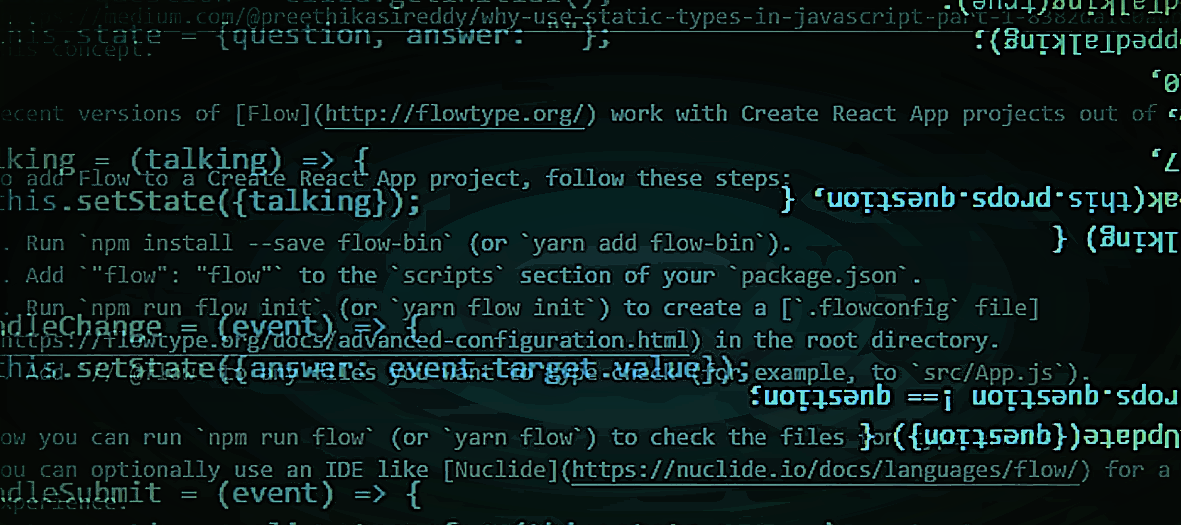 medium.com/@preethikasireddy/why-use-static-types-in-javascript-part-1-
his.state = {question, answer: ""};
his concept.
ecent versions of [Flow](http://flowtype.org/) work with Create React App projects out of
lking = (talking) => {
o add Flow to a Create React App project, follow these steps:
his.setState({talking});
. Run `npm install --save flow-bin` (or `yarn add flow-bin`).
. Add `"flow": "flow"` to the `scripts` section of your `package.json`.
. Run `npm run flow init` (or `yarn flow init`) to create a [`.flowconfig` file]
ndleChange = (event) => {
https://flowtype.org/docs/advanced-configuration.html) in the root directory.
his.setState({answer: event.target.value});
. Add `// @flow` to any files you want to type check (for example, to `src/App.js`).
ow you can run `npm run flow` (or `yarn flow`) to check the files for
ou can optionally use an IDE like [Nuclide](https://nuclide.io/docs/languages/flow/) for a
ndleSubmit = (event) => {
xperience.
Update({question}) {
rops.question !== question;
lking) {
ak(this.props.question, {
7,
0,
ppedTalking);
dTalking(true);